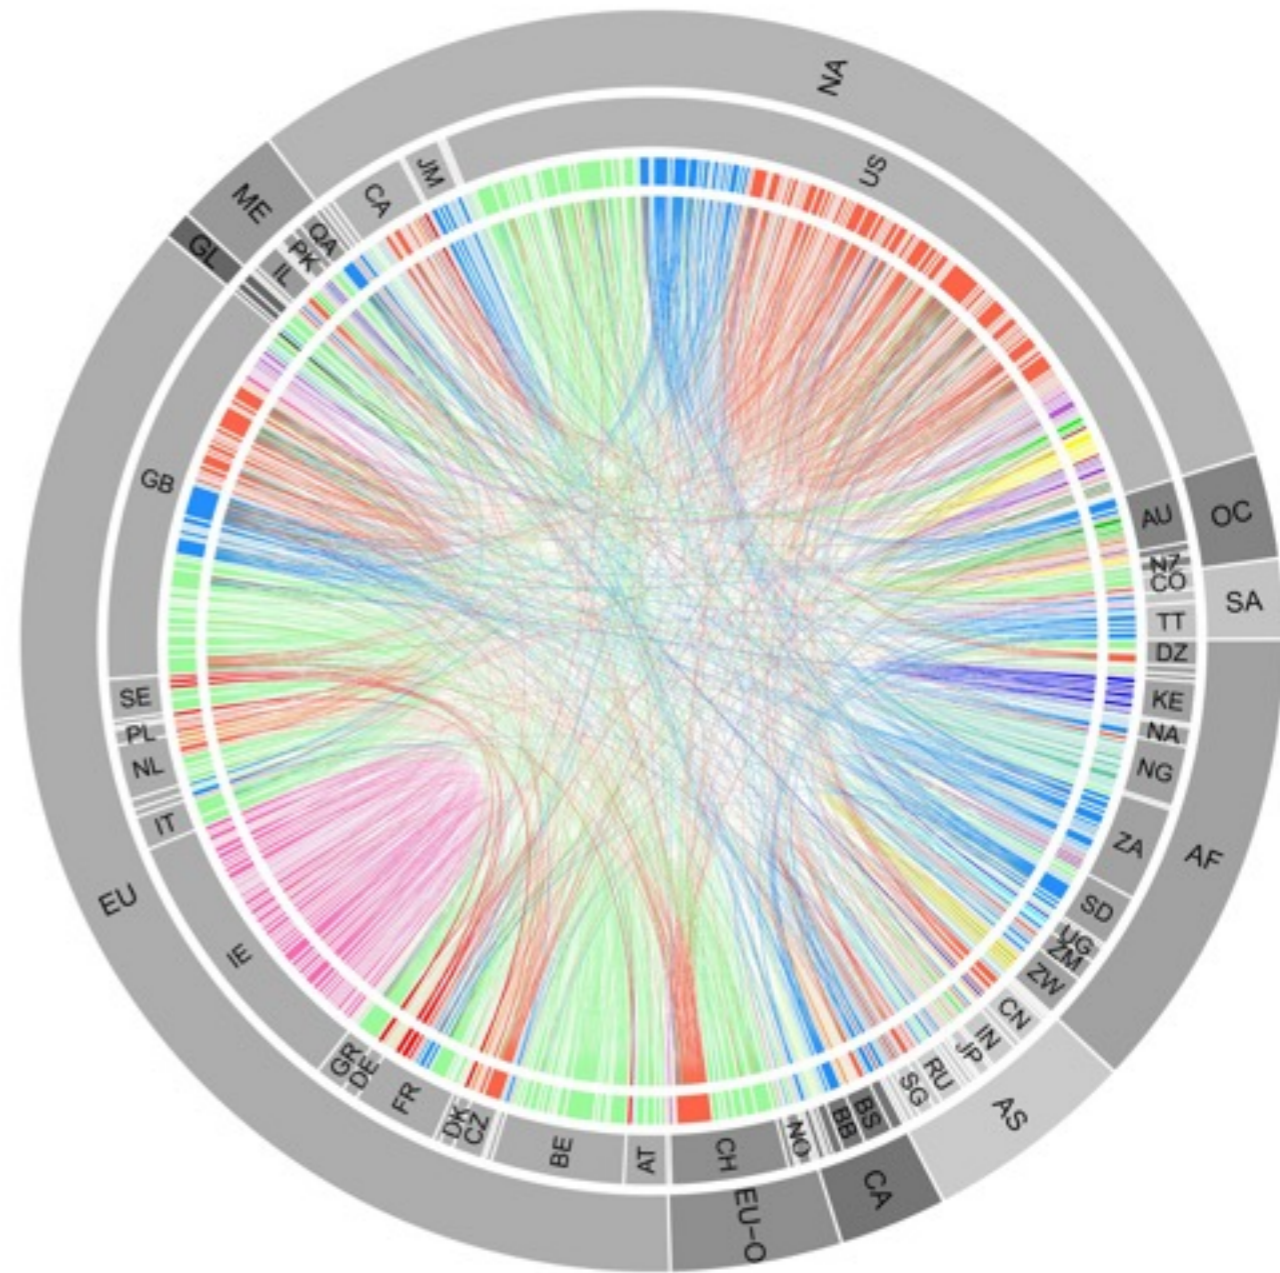 NA
OC
SA
AF
AS
CA
EU-O
EU
GL
ME
US
AU
NZ
CO
TT
DZ
KE
NA
NG
ZA
SD
UG
ZM
ZW
CN
IN
JP
RU
SG
BS
BB
NO
CH
AT
BE
CZ
DK
FR
DE
GR
IE
IT
NL
PL
SE
GB
IL
PK
QA
CA
JM